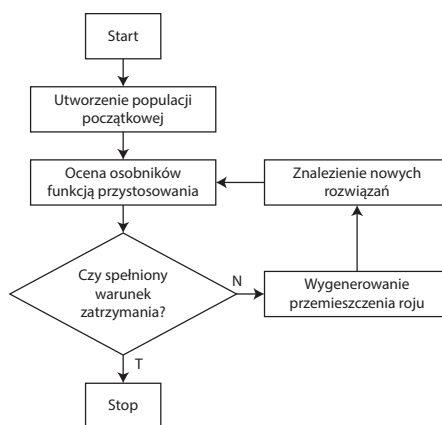 Start
Utworzenie populacji
początkowej
Ocena osobników
funkcją przystosowania
Znalezienie nowych
rozwiązań
Czy spełniony
warunek
zatrzymania?
N
Wygenerowanie
przemieszczenia roju
T
Stop